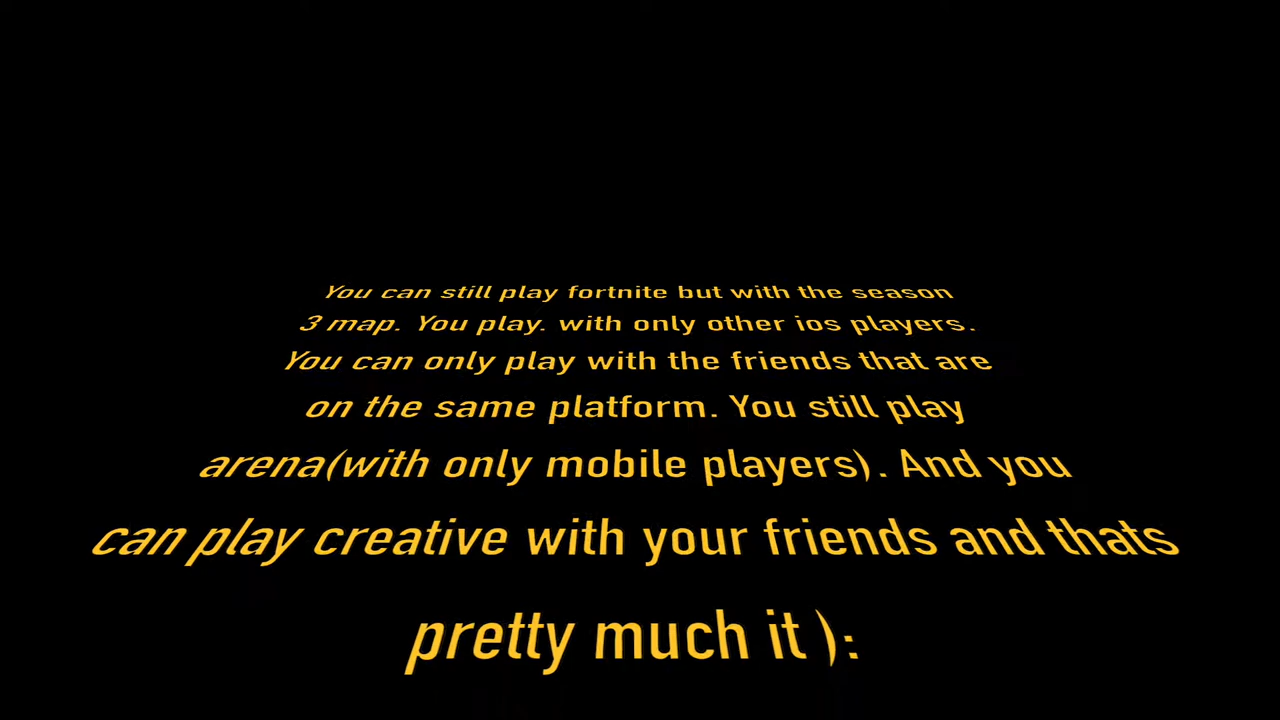 You can still play fortnite but with the season
3 map. You play. with only other ios players.
You can only play with the friends that are
on the same platform. You still play
arena(with only mobile players). And you
can play creative with your friends and thats
pretty much it ):